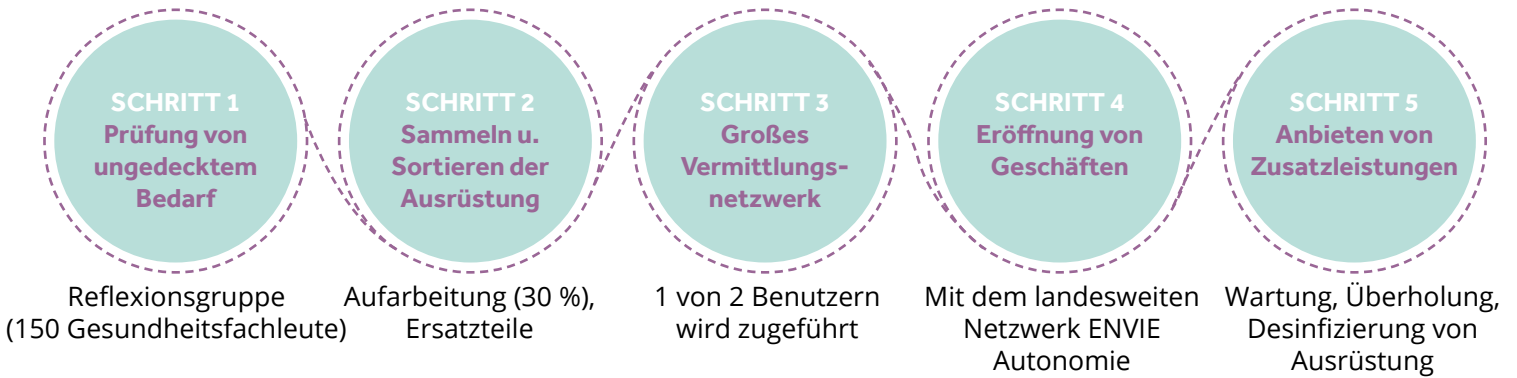 SCHRITT 1
Prüfung von
ungedecktem
Bedarf
Reflexionsgruppe
(150 Gesundheitsfachleute)
SCHRITT 2
Sammeln u.
Sortieren der
Ausrüstung
Aufarbeitung (30 %),
Ersatzteile
SCHRITT 3
Großes
Vermittlungs-
netzwerk
1 von 2 Benutzern
wird zugeführt
SCHRITT 4
Eröffnung von
Geschäften
Mit dem landesweiten
Netzwerk ENVIE
Autonomie
SCHRITT 5
Anbieten von
Zusatzleistungen
Wartung, Überholung,
Desinfizierung von
Ausrüstung